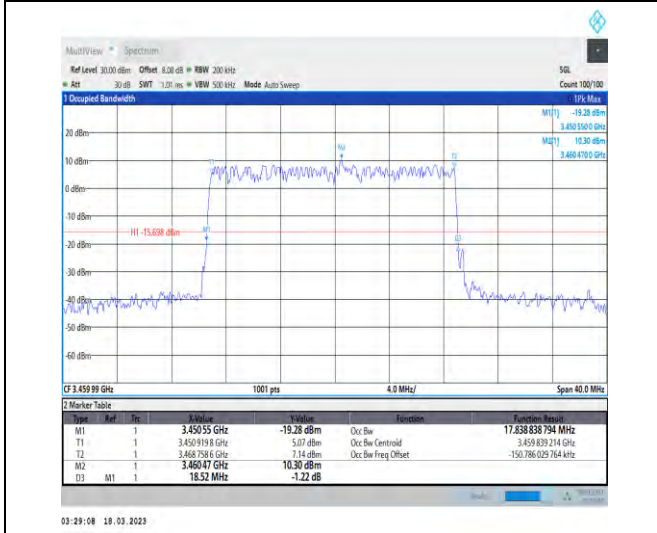 MultiView Spectrum
Ref Level 30.00 dBm Offset 8.08 dB RBW 200 kHz SGL
Att 30 dB SWT 1.01 ms VBW 500 kHz Mode Auto Sweep Count 100/100
1 Occupied Bandwidth 1Pk Max
M1[1] -19.28 dBm
3.450 550 0 GHz
M2[1] 10.30 dBm
3.460 470 0 GHz
20 dBm
M2
10 dBm
T1
T2
0 dBm
-10 dBm
H1 -15.698 dBm
M1
D3
-20 dBm
-30 dBm
-40 dBm
-50 dBm
-60 dBm
CF 3.459 99 GHz 1001 pts 4.0 MHz/ Span 40.0 MHz
2 Marker Table
Type Ref Trc X-Value Y-Value Function Function Result
M1 1 3.450 55 GHz -19.28 dBm Occ Bw 17.838 838 794 MHz
T1 1 3.450 919 8 GHz 5.07 dBm Occ Bw Centroid 3.459 839 214 GHz
T2 1 3.468 758 6 GHz 7.14 dBm Occ Bw Freq Offset -150.786 029 764 kHz
M2 1 3.460 47 GHz 10.30 dBm
D3 M1 1 18.52 MHz -1.22 dB
03:29:08 18.03.2023